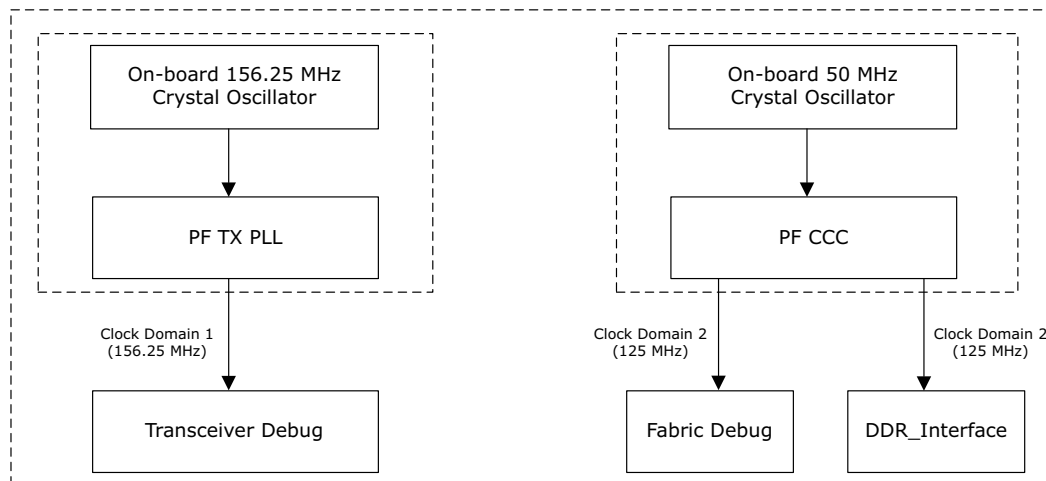 On-board 156.25 MHz
Crystal Oscillator
PF TX PLL
Clock Domain 1
(156.25 MHz)
Transceiver Debug
On-board 50 MHz
Crystal Oscillator
PF CCC
Clock Domain 2
(125 MHz)
Clock Domain 2
(125 MHz)
Fabric Debug
DDR_Interface